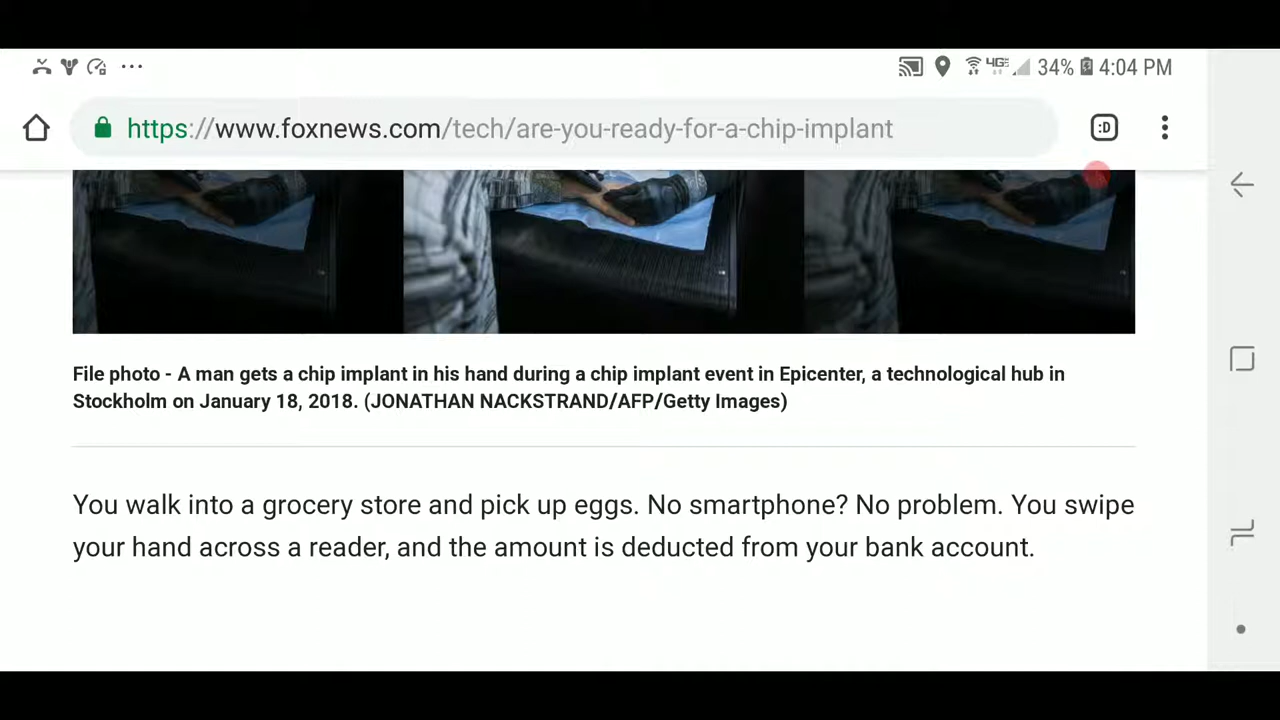 34% 4:04 PM
https://www.foxnews.com/tech/are-you-ready-for-a-chip-implant :D
File photo - A man gets a chip implant in his hand during a chip implant event in Epicenter, a technological hub in
Stockholm on January 18, 2018. (JONATHAN NACKSTRAND/AFP/Getty Images)
You walk into a grocery store and pick up eggs. No smartphone? No problem. You swipe
your hand across a reader, and the amount is deducted from your bank account.